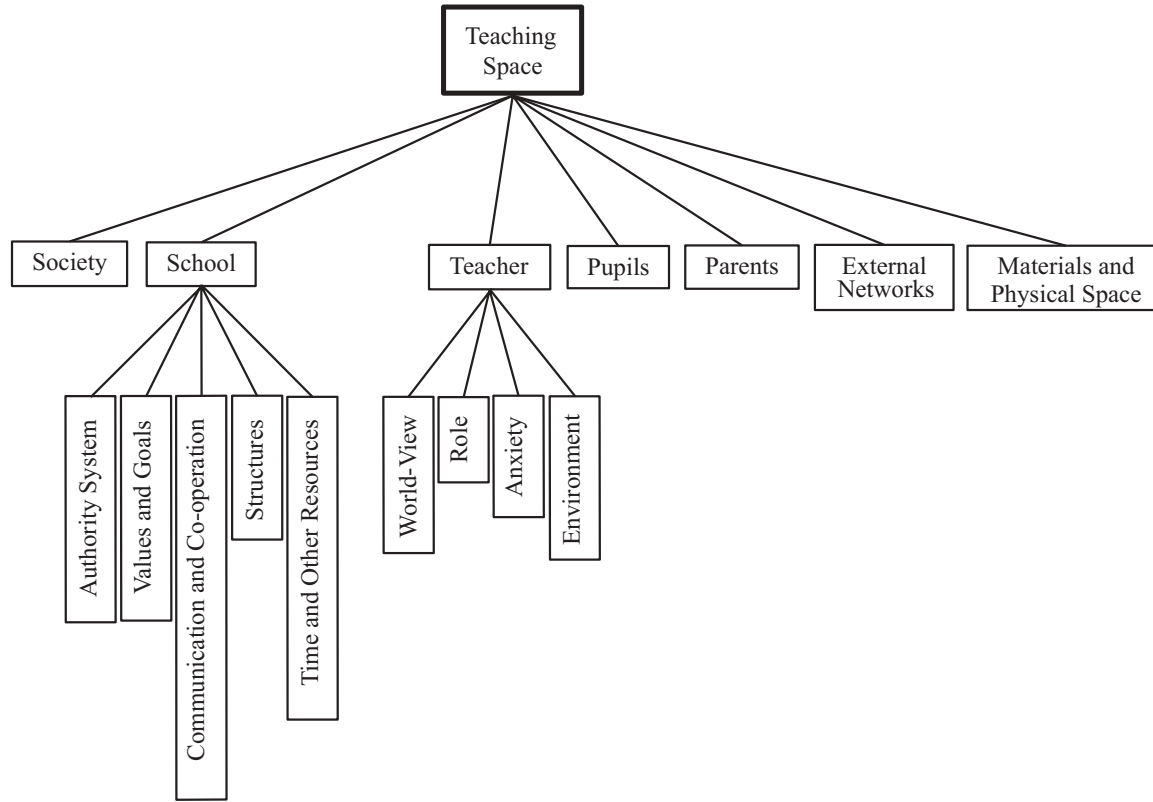 Teaching
Space
Society
School
Teacher
Pupils
Parents
External
Networks
Materials and
Physical Space
Authority System
Values and Goals
Communication and Co-operation
Structures
Time and Other Resources
World-View
Role
Anxiety
Environment